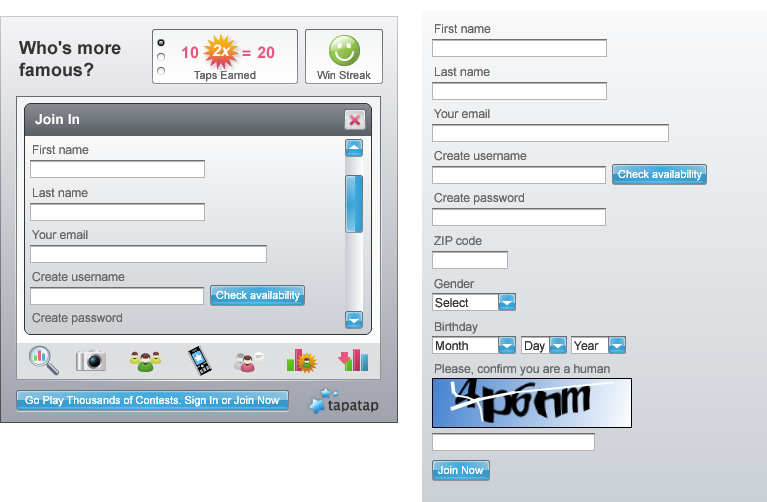 Who's more
famous?
10 2x = 20
Taps Earned
Win Streak
Join In
First name
Last name
Your email
Create username
Check availability
Create password
Go Play Thousands of Contests. Sign In or Join Now
tapatap
First name
Last name
Your email
Create username
Check availability
Create password
ZIP code
Gender
Select
Birthday
Month Day Year
Please, confirm you are a human
Join Now